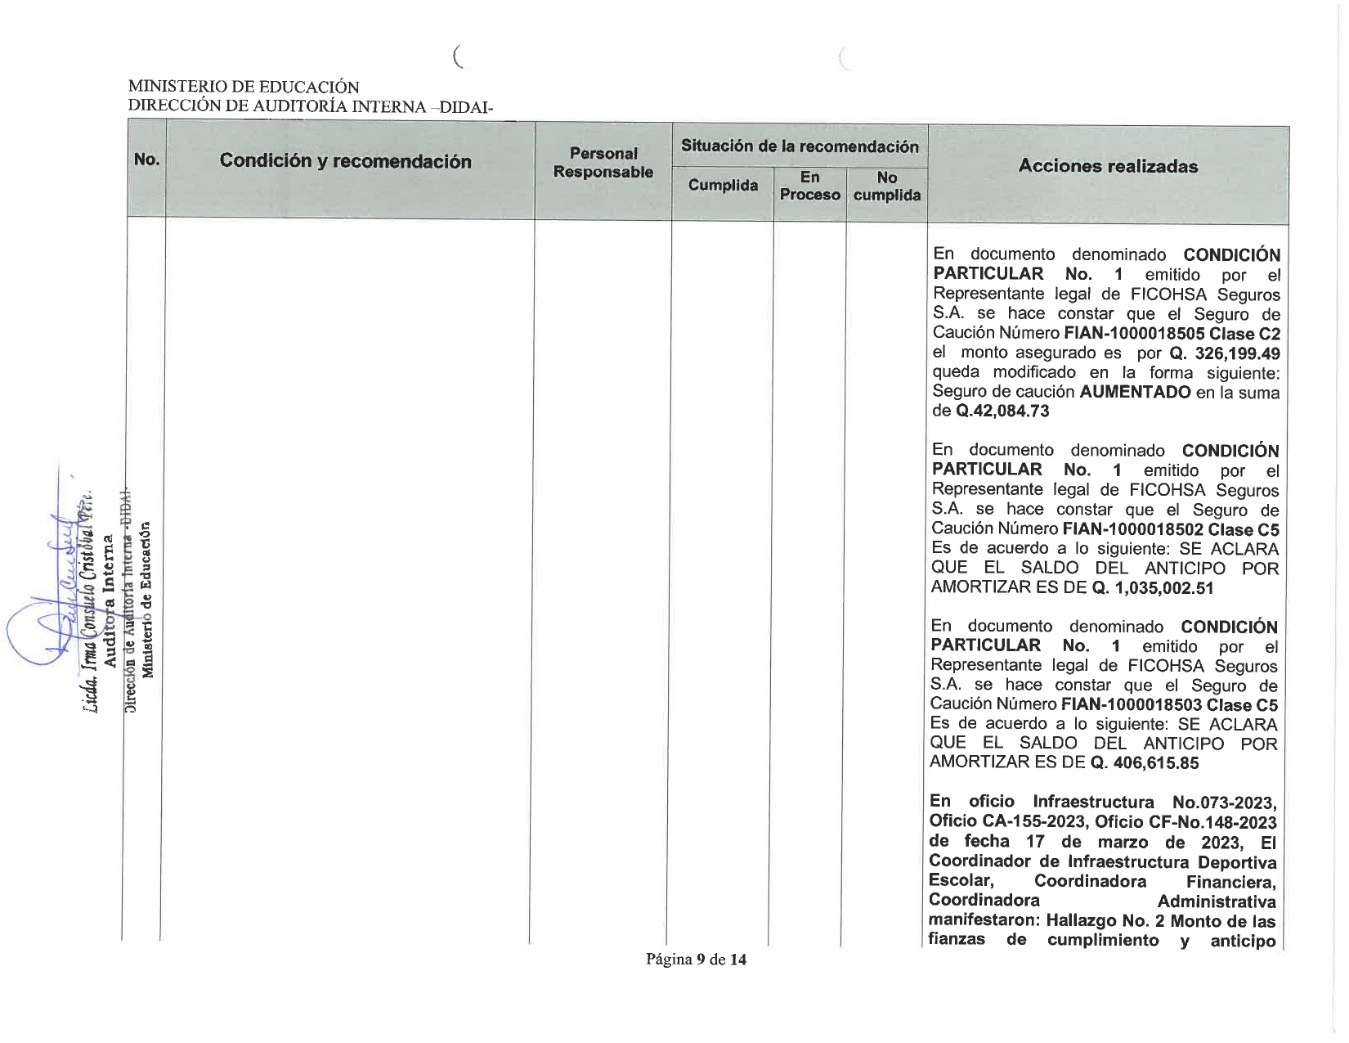 MINISTERIO DE EDUCACIÓN
DIRECCIÓN DE AUDITORÍA INTERNA –DIDAI-
No.
Condición y recomendación
Personal
Responsable
Situación de la recomendación
Cumplida
En
Proceso
No
cumplida
Acciones realizadas
En documento denominado CONDICIÓN
PARTICULAR No. 1 emitido por el
Representante legal de FICOHSA Seguros
S.A. se hace constar que el Seguro de
Caución Número FIAN-1000018505 Clase C2
el monto asegurado es por Q. 326,199.49
queda modificado en la forma siguiente:
Seguro de caución AUMENTADO en la suma
de Q.42,084.73
En documento denominado CONDICIÓN
PARTICULAR No. 1 emitido por el
Representante legal de FICOHSA Seguros
S.A. se hace constar que el Seguro de
Caución Número FIAN-1000018502 Clase C5
Es de acuerdo a lo siguiente: SE ACLARA
QUE EL SALDO DEL ANTICIPO POR
AMORTIZAR ES DE Q. 1,035,002.51
En documento denominado CONDICIÓN
PARTICULAR No. 1 emitido por el
Representante legal de FICOHSA Seguros
S.A. se hace constar que el Seguro de
Caución Número FIAN-1000018503 Clase C5
Es de acuerdo a lo siguiente: SE ACLARA
QUE EL SALDO DEL ANTICIPO POR
AMORTIZAR ES DE Q. 406,615.85
En oficio Infraestructura No.073-2023,
Oficio CA-155-2023, Oficio CF-No.148-2023
de fecha 17 de marzo de 2023, El
Coordinador de Infraestructura Deportiva
Escolar, Coordinadora Financiera,
Coordinadora Administrativa
manifestaron: Hallazgo No. 2 Monto de las
fianzas de cumplimiento y anticipo
Licda. Irma Consuelo Cristóbal
Auditora Interna
Dirección de Auditoría Interna -DIDAI-
Ministerio de Educación
Página 9 de 14